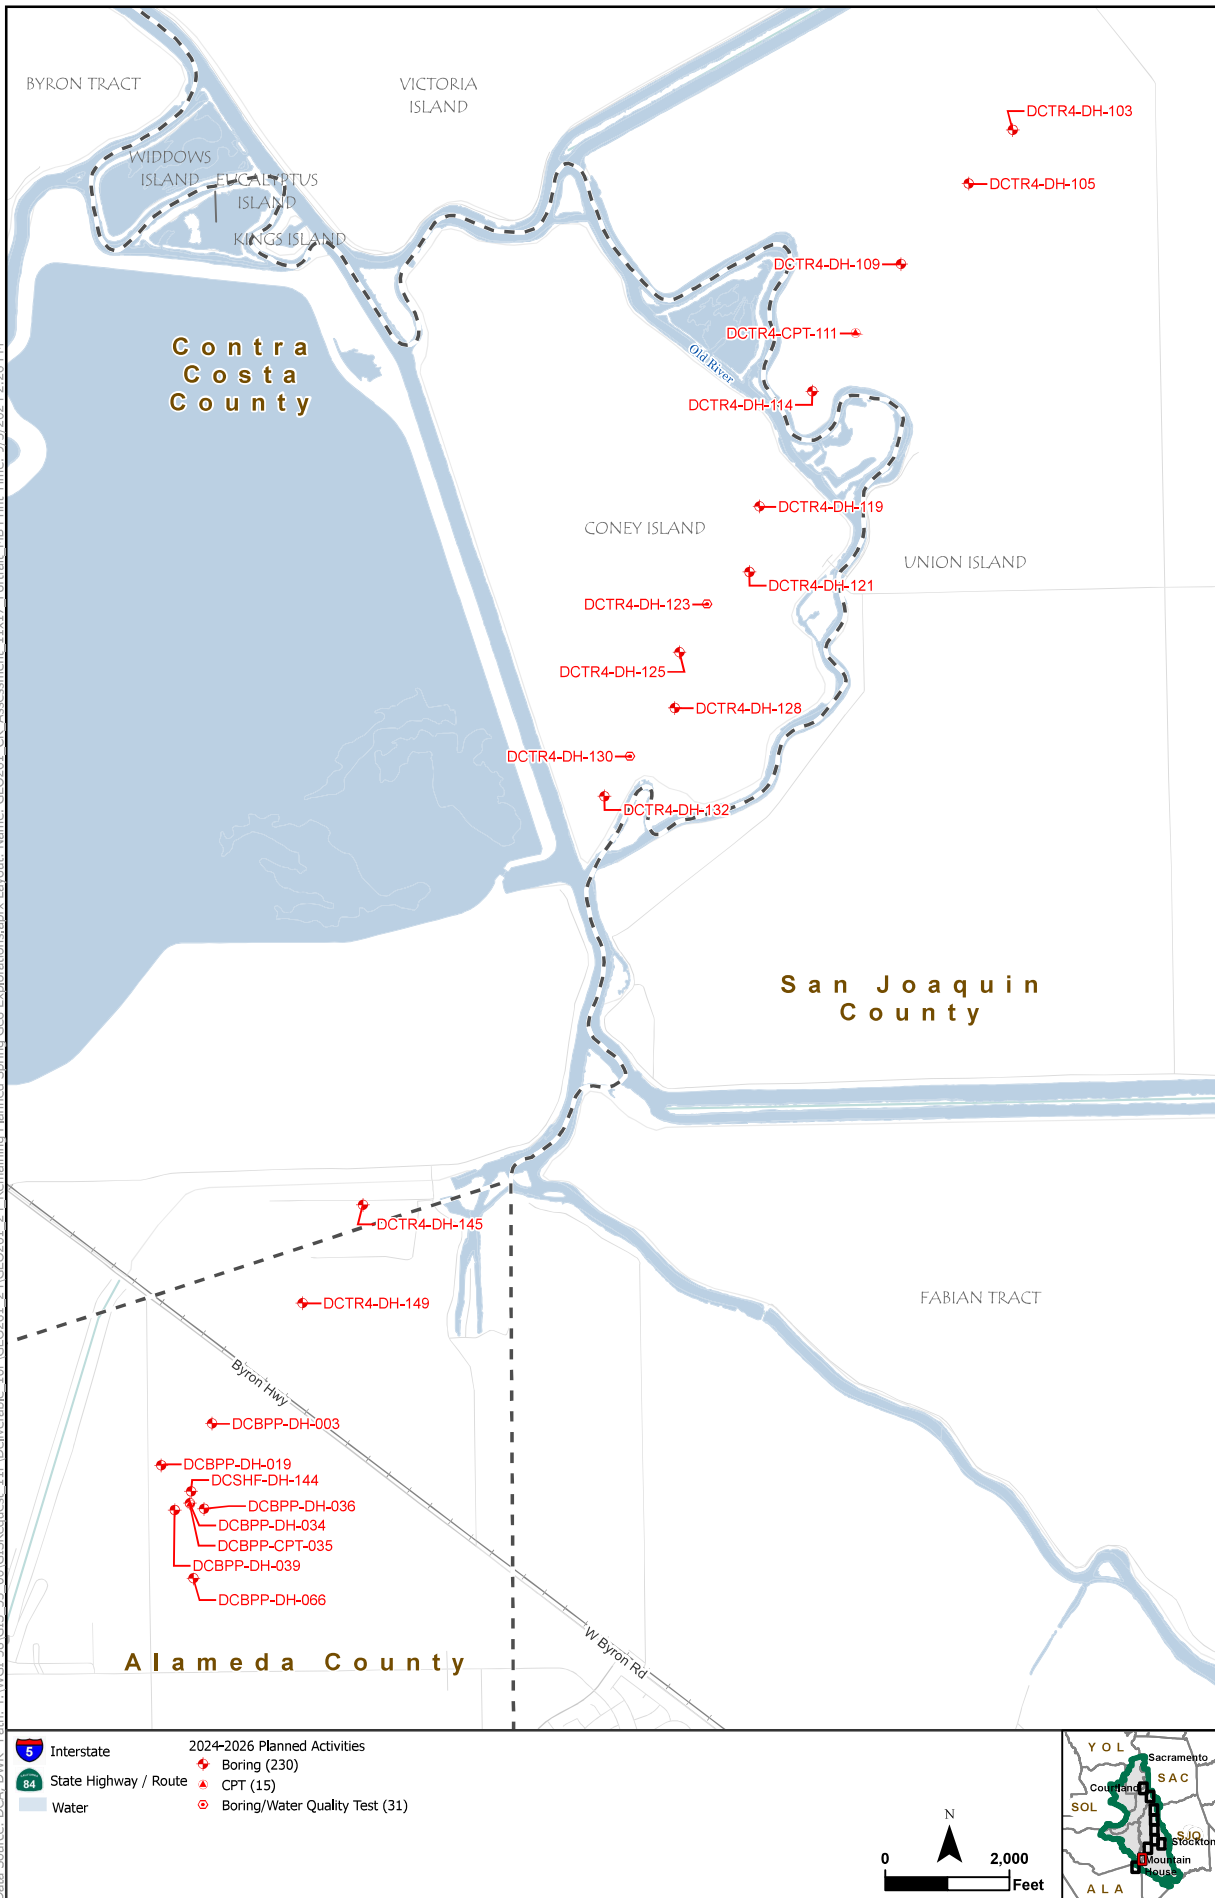 BYRON TRACT
VICTORIA
ISLAND
DCTR4-DH-103
WIDDOWS
ISLAND
EUCALYPTUS
ISLAND
DCTR4-DH-105
KINGS ISLAND
DCTR4-DH-109
Contra
Costa
County
DCTR4-CPT-111
Old River
DCTR4-DH-114
DCTR4-DH-119
CONEY ISLAND
UNION ISLAND
DCTR4-DH-121
DCTR4-DH-123
DCTR4-DH-125
DCTR4-DH-128
DCTR4-DH-130
DCTR4-DH-132
San Joaquin
County
DCTR4-DH-145
DCTR4-DH-149
FABIAN TRACT
Byron Hwy
DCBPP-DH-003
DCBPP-DH-019
DCSHF-DH-144
DCBPP-DH-036
DCBPP-DH-034
DCBPP-CPT-035
DCBPP-DH-039
DCBPP-DH-066
W Byron Rd
Alameda County
5 Interstate
84 State Highway / Route
Water
2024-2026 Planned Activities
Boring (230)
CPT (15)
Boring/Water Quality Test (31)
N
0 2,000
Feet
YOL
Sacramento
SAC
Courtland
SOL
SJQ
Stockton
Mountain
House
ALA